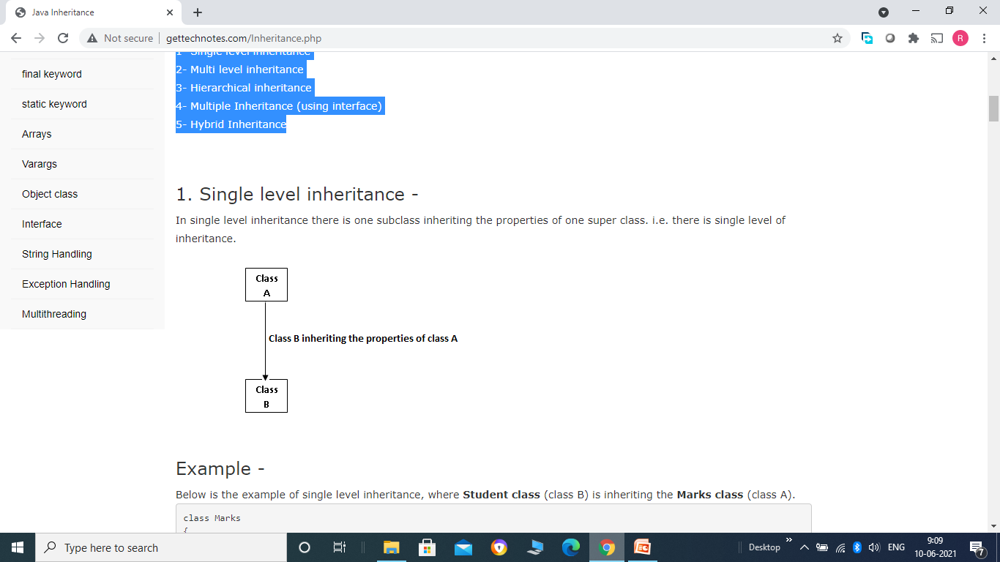 Java Inheritance
Not secure
gettechnotes.com/Inheritance.php
R
final keyword
static keyword
Arrays
Varargs
Object class
Interface
String Handling
Exception Handling
Multithreading
1- Single level inheritance
2- Multi level inheritance
3- Hierarchical inheritance
4- Multiple Inheritance (using interface)
5- Hybrid Inheritance
1. Single level inheritance -
In single level inheritance there is one subclass inheriting the properties of one super class. i.e. there is single level of
inheritance.
Class
A
Class B inheriting the properties of class A
Class
B
Example -
Below is the example of single level inheritance, where Student class (class B) is inheriting the Marks class (class A).
class Marks
{
Type here to search
Desktop
ENG
9:09
10-06-2021
7